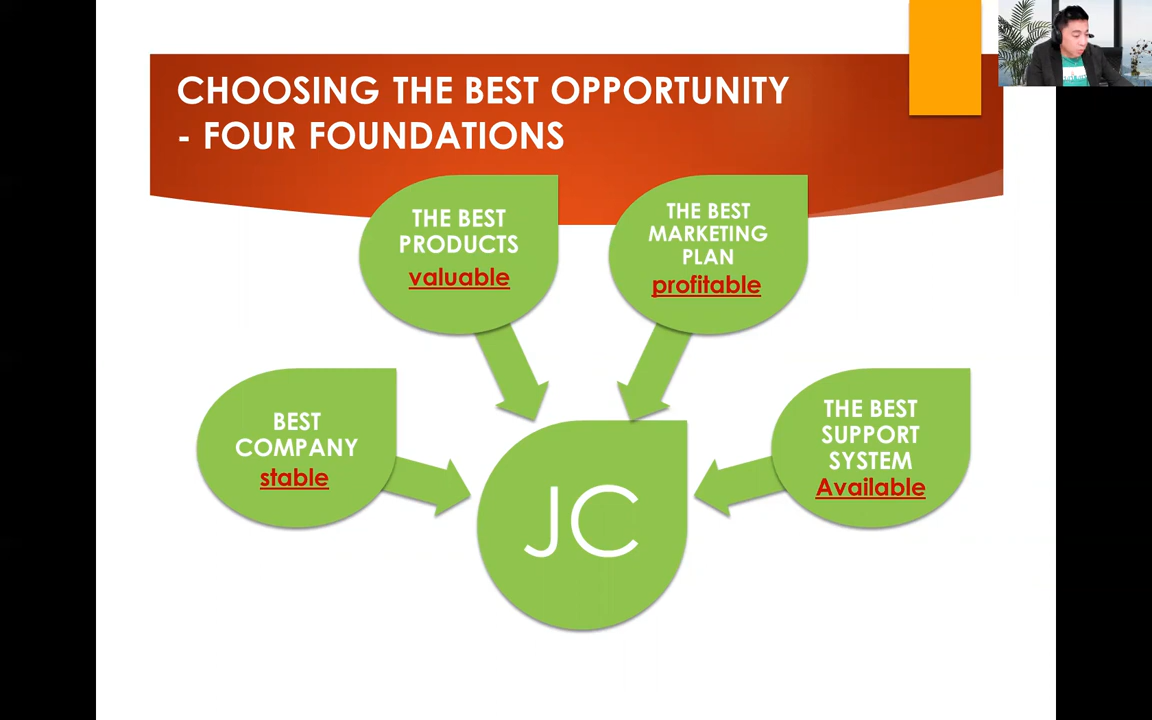 CHOOSING THE BEST OPPORTUNITY
- FOUR FOUNDATIONS
THE BEST
PRODUCTS
valuable
THE BEST
MARKETING
PLAN
profitable
BEST
COMPANY
stable
THE BEST
SUPPORT
SYSTEM
Available
JC